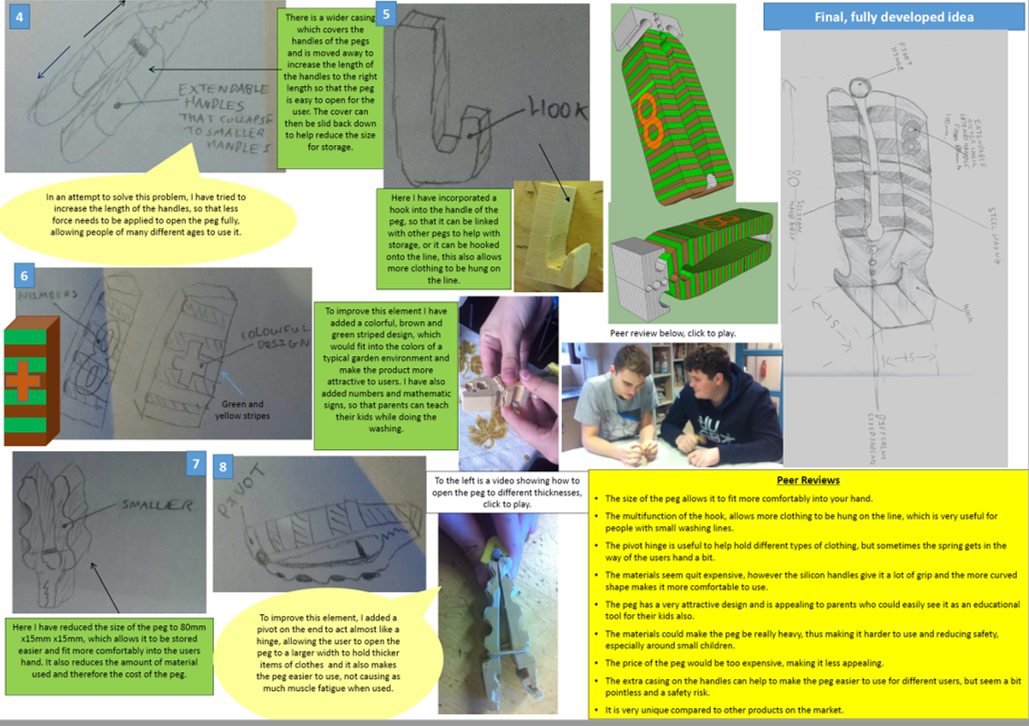 4
EXTENDABLE
HANDLES
THAT COLLAPSE
TO SMALLER
HANDLES
There is a wider casing
which covers the
handles of the pegs
and is moved away to
increase the length of
the handles to the right
length so that the peg
is easy to open for the
user. The cover can
then be slid back down
to help reduce the size
for storage.
In an attempt to solve this problem, I have tried to
increase the length of the handles, so that less
force needs to be applied to open the peg fully,
allowing people of many different ages to use it.
5
HOOK
Here I have incorporated a
hook into the handle of the
peg, so that it can be linked
with other pegs to help with
storage, or it can be hooked
onto the line, this also allows
more clothing to be hung on
the line.
8
8
Final, fully developed idea
PIVOT
HINGE
EXTENDABLE
80
STEEL SPRING
HOOK
15
15
6
NUMBERS
8
COLOURFUL
DESIGN
Green and
yellow stripes
To improve this element I have
added a colorful, brown and
green striped design, which
would fit into the colors of a
typical garden environment and
make the product more
attractive to users. I have also
added numbers and mathematic
signs, so that parents can teach
their kids while doing the
washing.
Peer review below, click to play.
7
SMALLER
Here I have reduced the size of the peg to 80mm
x15mm x15mm, which allows it to be stored
easier and fit more comfortably into the users
hand. It also reduces the amount of material
used and therefore the cost of the peg.
8
PIVOT
To improve this element, I added a
pivot on the end to act almost like a
hinge, allowing the user to open the
peg to a larger width to hold thicker
items of clothes and it also makes
the peg easier to use, not causing as
much muscle fatigue when used.
To the left is a video showing how to
open the peg to different thicknesses,
click to play.
Peer Reviews
• The size of the peg allows it to fit more comfortably into your hand.
• The multifunction of the hook, allows more clothing to be hung on the line, which is very useful for
people with small washing lines.
• The pivot hinge is useful to help hold different types of clothing, but sometimes the spring gets in the
way of the users hand a bit.
• The materials seem quit expensive, however the silicon handles give it a lot of grip and the more curved
shape makes it more comfortable to use.
• The peg has a very attractive design and is appealing to parents who could easily see it as an educational
tool for their kids also.
• The materials could make the peg be really heavy, thus making it harder to use and reducing safety,
especially around small children.
• The price of the peg would be too expensive, making it less appealing.
• The extra casing on the handles can help to make the peg easier to use for different users, but seem a bit
pointless and a safety risk.
• It is very unique compared to other products on the market.